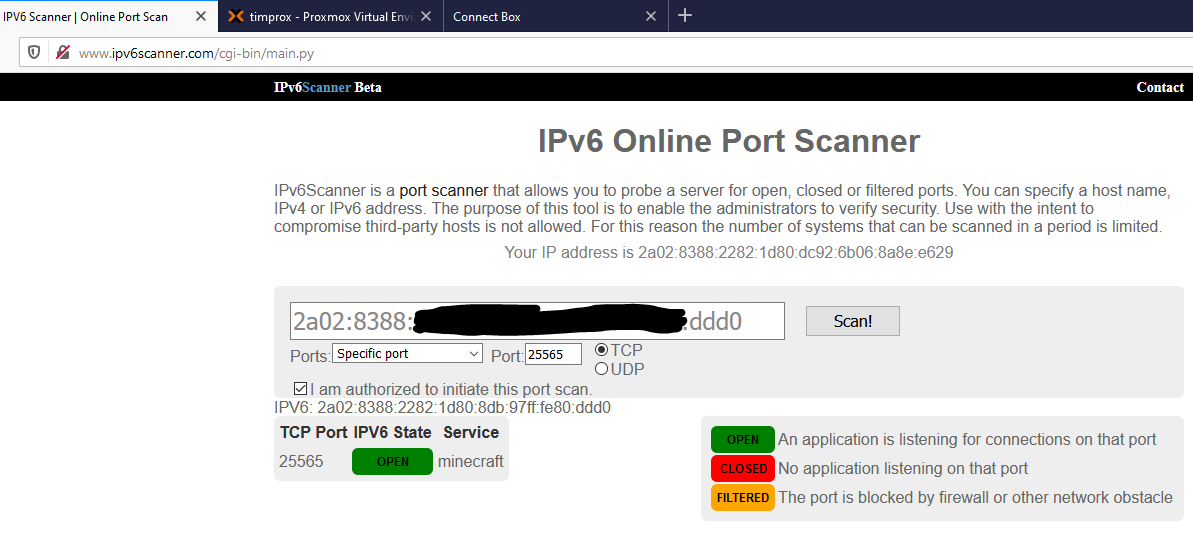 IPV6 Scanner | Online Port Scan
timprox - Proxmox Virtual Envi
Connect Box
www.ipv6scanner.com/cgi-bin/main.py
IPv6Scanner Beta
Contact
IPv6 Online Port Scanner
IPv6Scanner is a port scanner that allows you to probe a server for open, closed or filtered ports. You can specify a host name,
IPv4 or IPv6 address. The purpose of this tool is to enable the administrators to verify security. Use with the intent to
compromise third-party hosts is not allowed. For this reason the number of systems that can be scanned in a period is limited.
Your IP address is 2a02:8388:2282:1d80:dc92:6b06:8a8e:e629
2a02:8388: :ddd0
Scan!
Ports: Specific port Port: 25565 TCP
UDP
I am authorized to initiate this port scan.
IPV6: 2a02:8388:2282:1d80:8db:97ff:fe80:ddd0
TCP Port IPV6 State Service
25565 OPEN minecraft
OPEN An application is listening for connections on that port
CLOSED No application listening on that port
FILTERED The port is blocked by firewall or other network obstacle